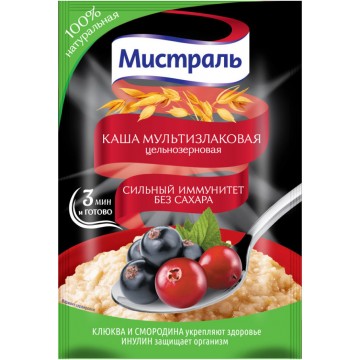 100%
натуральная
Мистраль
КАША МУЛЬТИЗЛАКОВАЯ
цельнозерновая
СИЛЬНЫЙ ИММУНИТЕТ
БЕЗ САХАРА
3 МИН
И ГОТОВО
КЛЮКВА И СМОРОДИНА укрепляют здоровье
ИНУЛИН защищает организм